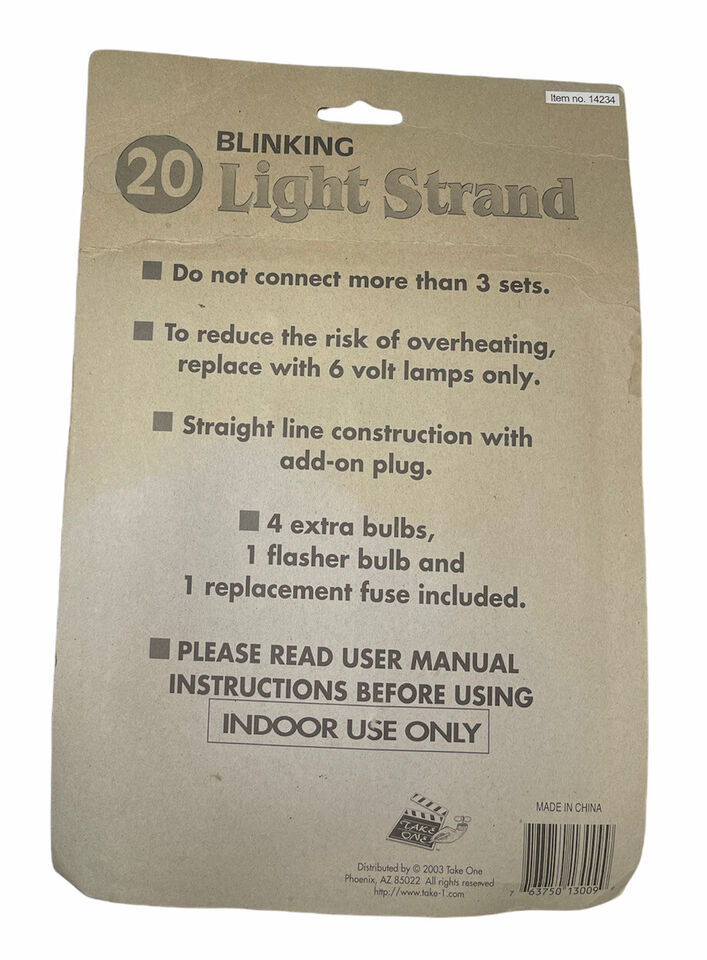 Item no. 14234
BLINKING
20 Light Strand
■ Do not connect more than 3 sets.
■ To reduce the risk of overheating,
replace with 6 volt lamps only.
■ Straight line construction with
add-on plug.
■ 4 extra bulbs,
1 flasher bulb and
1 replacement fuse included.
■ PLEASE READ USER MANUAL
INSTRUCTIONS BEFORE USING
INDOOR USE ONLY
TAKE
ONE
MADE IN CHINA
Distributed by © 2003 Take One
Phoenix, AZ 85022 All rights reserved
http://www.take-1.com
7 63750 13009